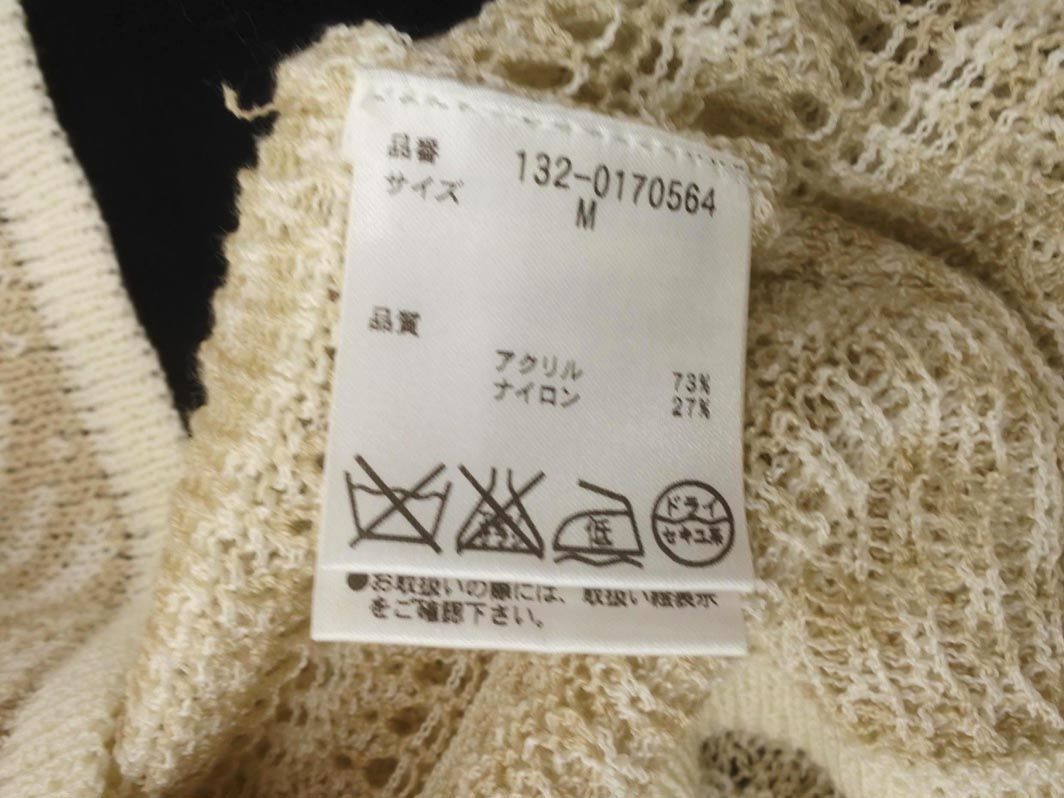 品番 132-0170564
サイズ M
品質
アクリル 73%
ナイロン 27%
低 ドライ
セキユ系
●お取扱いの際には、取扱い絵表示
をご確認下さい。